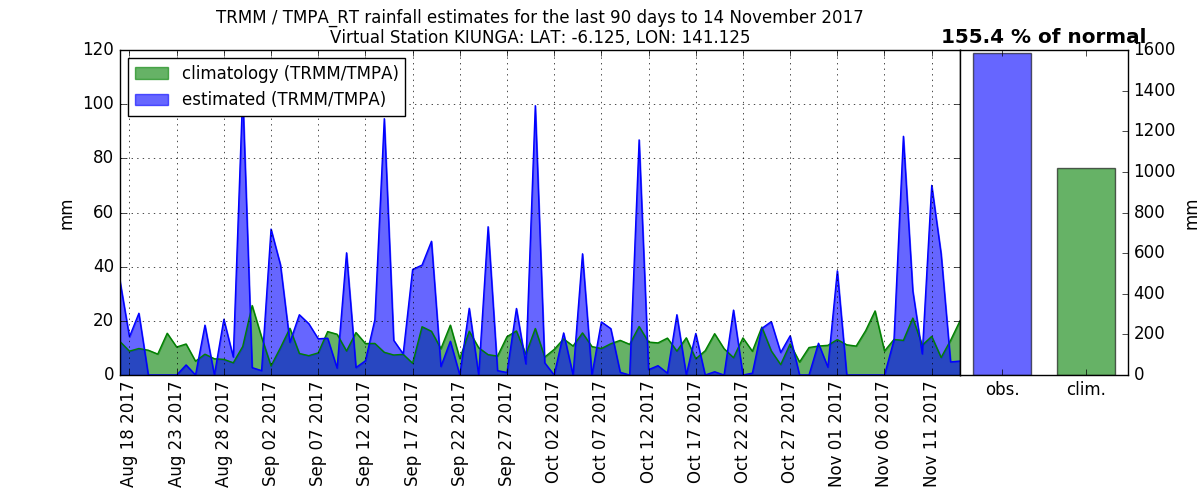 TRMM / TMPA_RT rainfall estimates for the last 90 days to 14 November 2017
Virtual Station KIUNGA: LAT: -6.125, LON: 141.125
155.4 % of normal
climatology (TRMM/TMPA)
estimated (TRMM/TMPA)
mm
120
100
80
60
40
20
0
Aug 18 2017
Aug 23 2017
Aug 28 2017
Sep 02 2017
Sep 07 2017
Sep 12 2017
Sep 17 2017
Sep 22 2017
Sep 27 2017
Oct 02 2017
Oct 07 2017
Oct 12 2017
Oct 17 2017
Oct 22 2017
Oct 27 2017
Nov 01 2017
Nov 06 2017
Nov 11 2017
obs.
clim.
1600
1400
1200
1000
800
600
400
200
0
mm